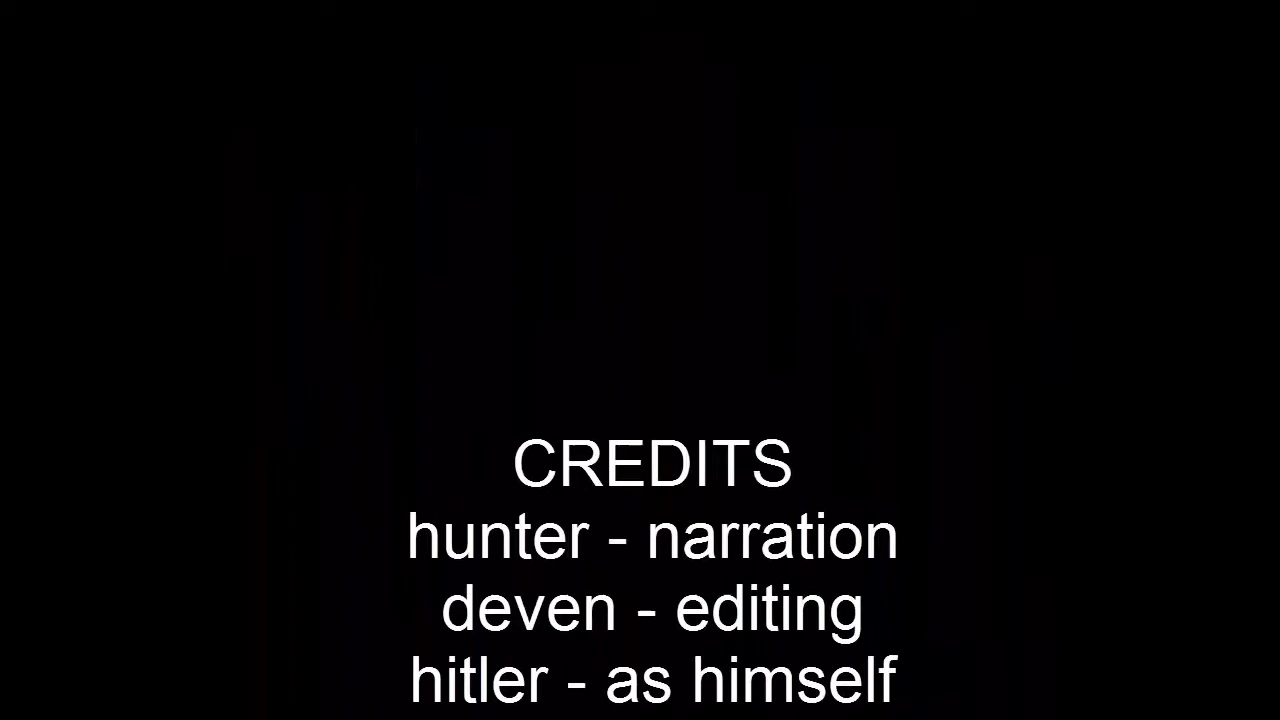 CREDITS
hunter - narration
deven - editing
hitler - as himself